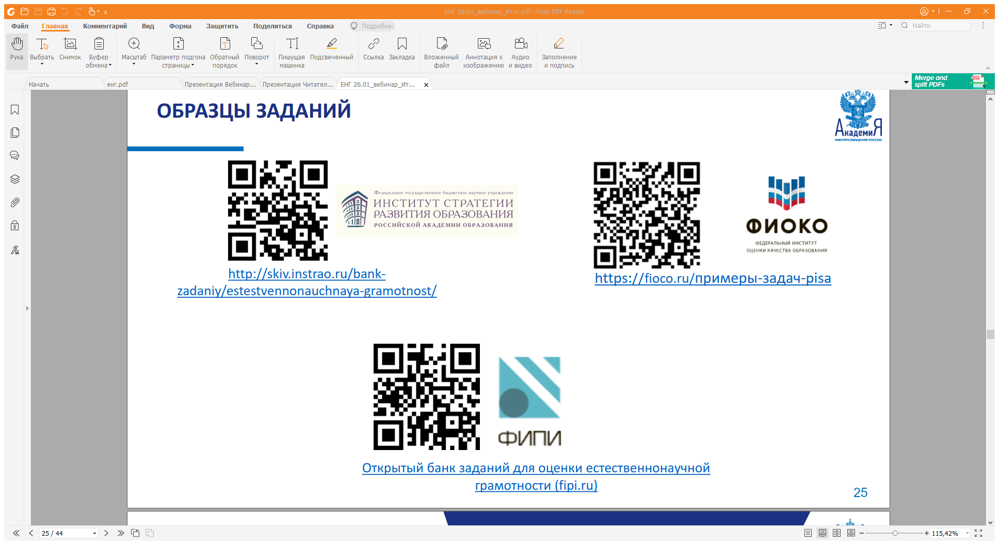 ЕНГ 26.01_вебинар_Итог.pdf - Foxit PDF Reader
Файл Главная Комментарий Вид Форма Защитить Поделиться Справка Подробнее Найти
Рука Выбрать Снимок Буфер обмена Масштаб Параметр подгона страницы Обратный порядок Поворот Пишущая машинка Подсвеченный Ссылка Закладка Вложенный файл Аннотация к изображению Аудио и видео Заполнение и подпись
Начать енг.pdf Презентация Вебинар... Презентация Читател... ЕНГ 26.01_вебинар_Ит...
Merge and
split PDFs
PDF
ОБРАЗЦЫ ЗАДАНИЙ
АкадемиЯ
МИНПРОСВЕЩЕНИЯ РОССИИ
Федеральное государственное бюджетное научное учреждение
ИНСТИТУТ СТРАТЕГИИ
РАЗВИТИЯ ОБРАЗОВАНИЯ
РОССИЙСКОЙ АКАДЕМИИ ОБРАЗОВАНИЯ
http://skiv.instrao.ru/bank-
zadaniy/estestvennonauchnaya-gramotnost/
ФИОКО
ФЕДЕРАЛЬНЫЙ ИНСТИТУТ
ОЦЕНКИ КАЧЕСТВА ОБРАЗОВАНИЯ
https://fioco.ru/примеры-задач-pisa
ФИПИ
Открытый банк заданий для оценки естественнонаучной
грамотности (fipi.ru)
25
25 / 44
115,42%